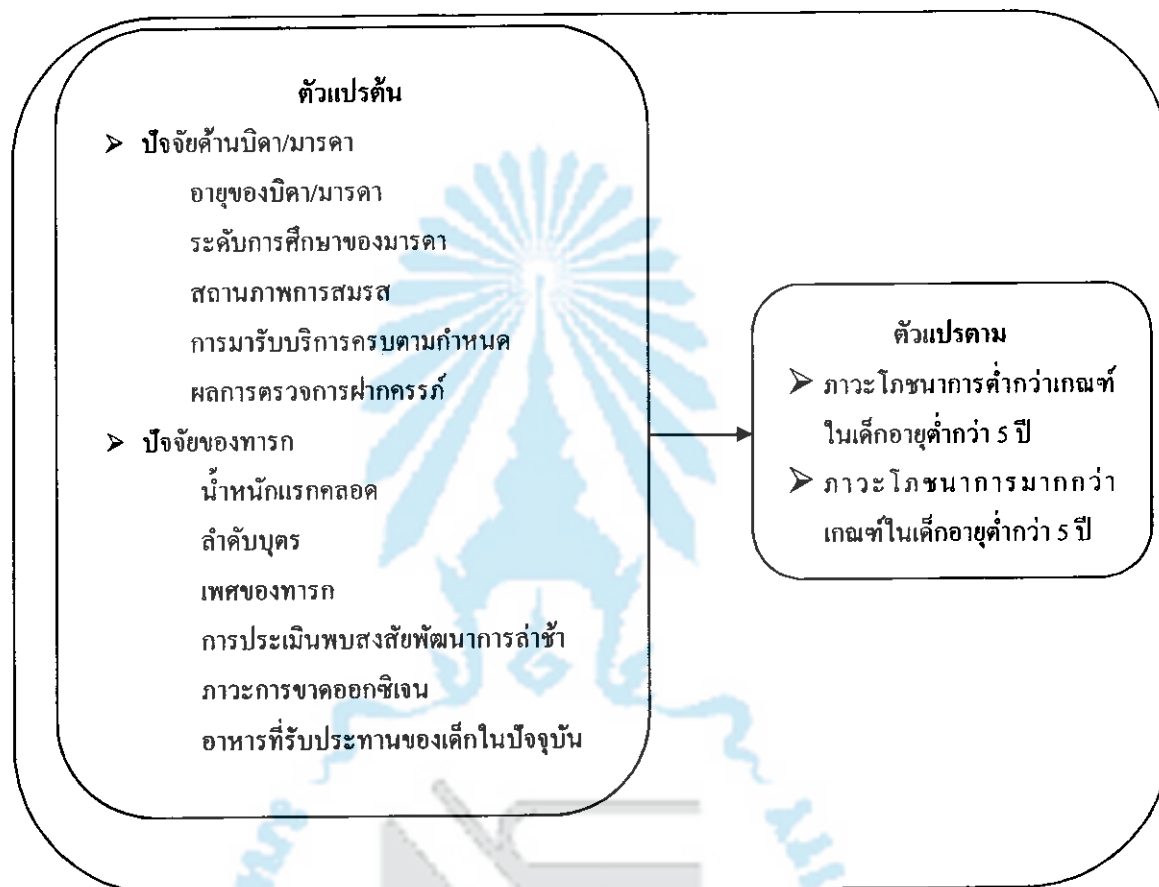 ตัวแปรต้น
➤ ปัจจัยด้านบิดา/มารดา
อายุของบิดา/มารดา
ระดับการศึกษาของมารดา
สถานภาพการสมรส
การมารับบริการครบตามกำหนด
ผลการตรวจการฝากครรภ์
➤ ปัจจัยของทารก
น้ำหนักแรกคลอด
ลำดับบุตร
เพศของทารก
การประเมินพบสงสัยพัฒนาการล่าช้า
ภาวะการขาดออกซิเจน
อาหารที่รับประทานของเด็กในปัจจุบัน
ตัวแปรตาม
➤ ภาวะโภชนาการต่ำกว่าเกณฑ์
ในเด็กอายุต่ำกว่า 5 ปี
➤ ภาวะโภชนาการมากกว่า
เกณฑ์ในเด็กอายุต่ำกว่า 5 ปี